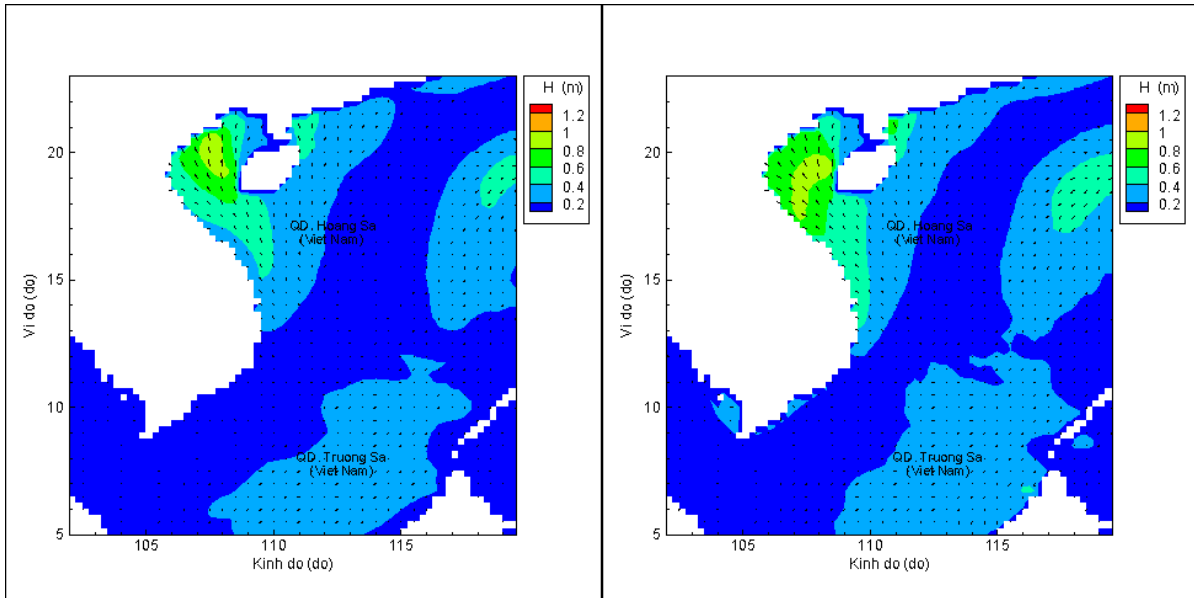 H (m)
1.2
1
0.8
0.6
0.4
0.2
20
15
10
5
105
110
115
Vi do (do)
Kinh do (do)
QD. Hoang Sa
(Viet Nam)
QD. Truong Sa
(Viet Nam)
H (m)
1.2
1
0.8
0.6
0.4
0.2
20
15
10
5
105
110
115
Vi do (do)
Kinh do (do)
QD. Hoang Sa
(Viet Nam)
QD. Truong Sa
(Viet Nam)